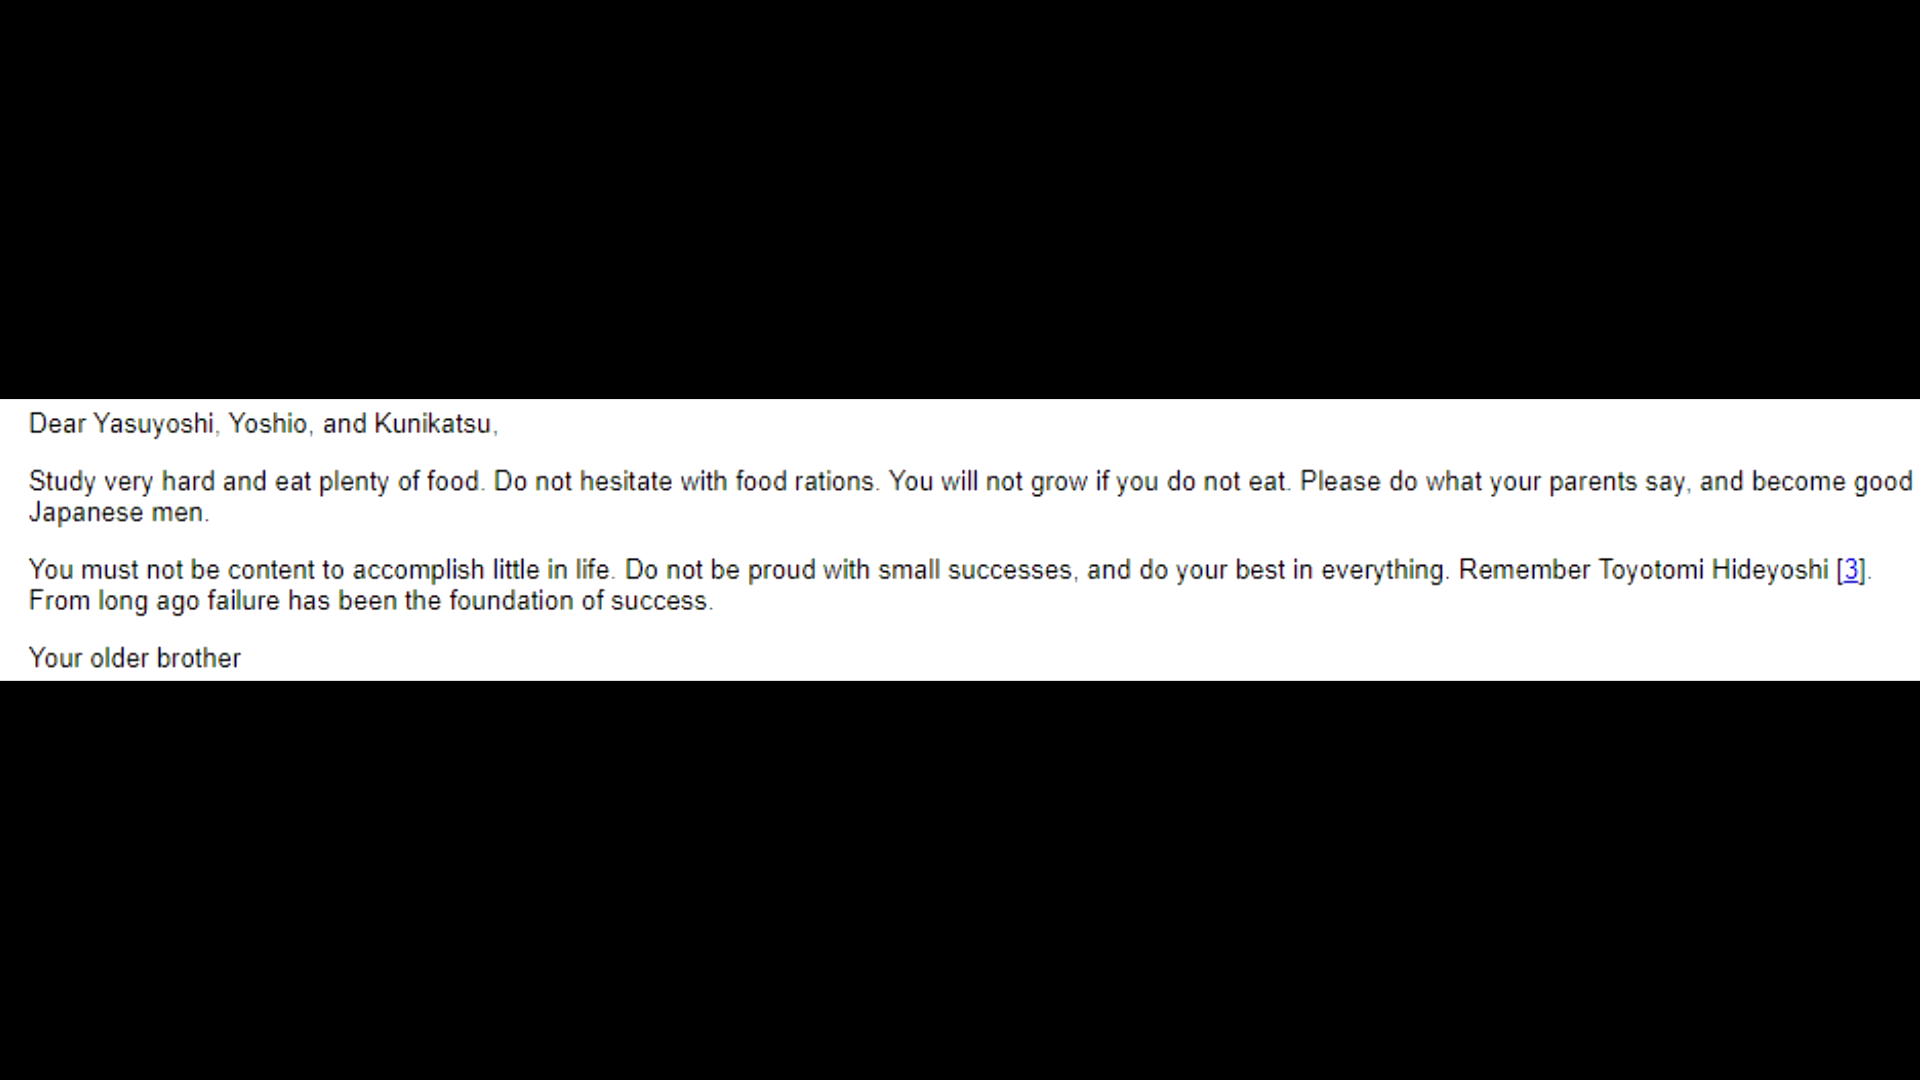 Dear Yasuyoshi, Yoshio, and Kunikatsu,
Study very hard and eat plenty of food. Do not hesitate with food rations. You will not grow if you do not eat. Please do what your parents say, and become good
Japanese men.
You must not be content to accomplish little in life. Do not be proud with small successes, and do your best in everything. Remember Toyotomi Hideyoshi [3].
From long ago failure has been the foundation of success.
Your older brother